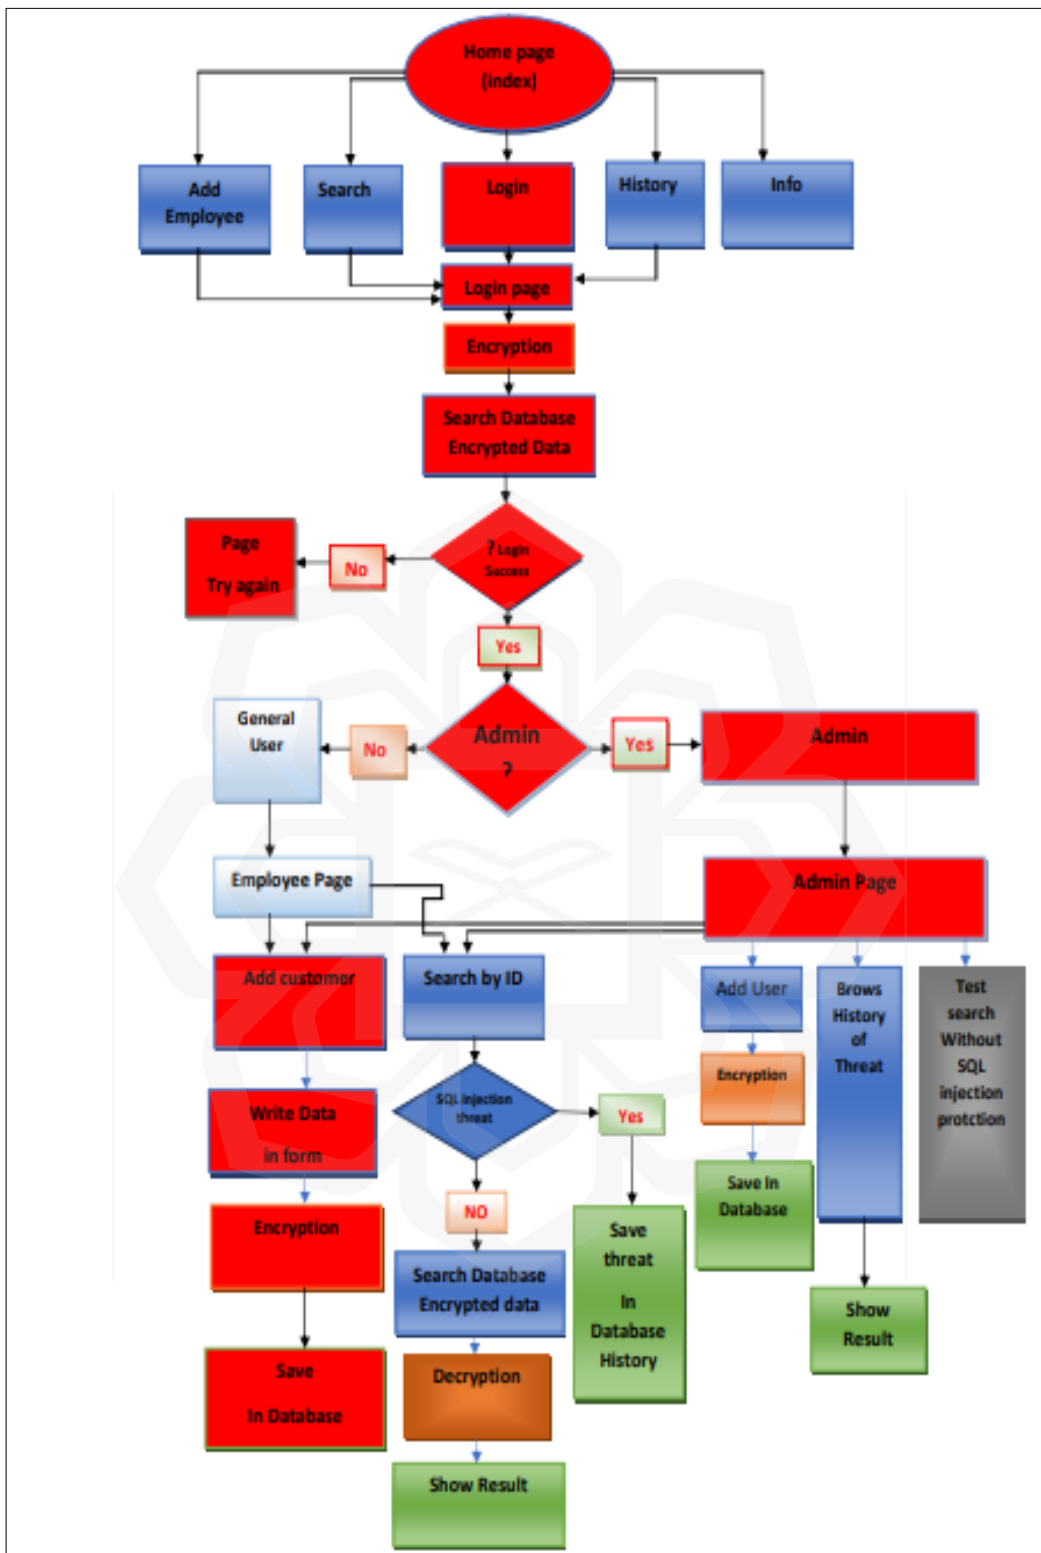 Home page
(index)
Add
Employee
Search
Login
History
Info
Login page
Encryption
Search Database
Encrypted Data
? Login
Success
No
Page
Try again
Yes
Admin
?
No
General
User
Yes
Admin
Employee Page
Admin Page
Add customer
Search by ID
Add User
Brows
History
of
Threat
Test
search
Without
SQL
injection
protction
Write Data
in form
SQL injection
threat
Yes
Encryption
NO
Save In
Database
Encryption
Search Database
Encrypted data
Save
threat
In
Database
History
Show
Result
Save
In Database
Decryption
Show Result